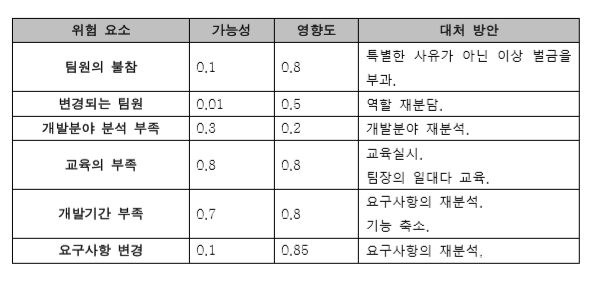 위험 요소 가능성 영향도 대처 방안
팀원의 불참 0.1 0.8 특별한 사유가 아닌 이상 벌금을
부과.
변경되는 팀원 0.01 0.5 역할 재분담.
개발분야 분석 부족 0.3 0.2 개발분야 재분석.
교육의 부족 0.8 0.8 교육실시.
팀장의 일대다 교육.
개발기간 부족 0.7 0.8 요구사항의 재분석.
기능 축소.
요구사항 변경 0.1 0.85 요구사항의 재분석.